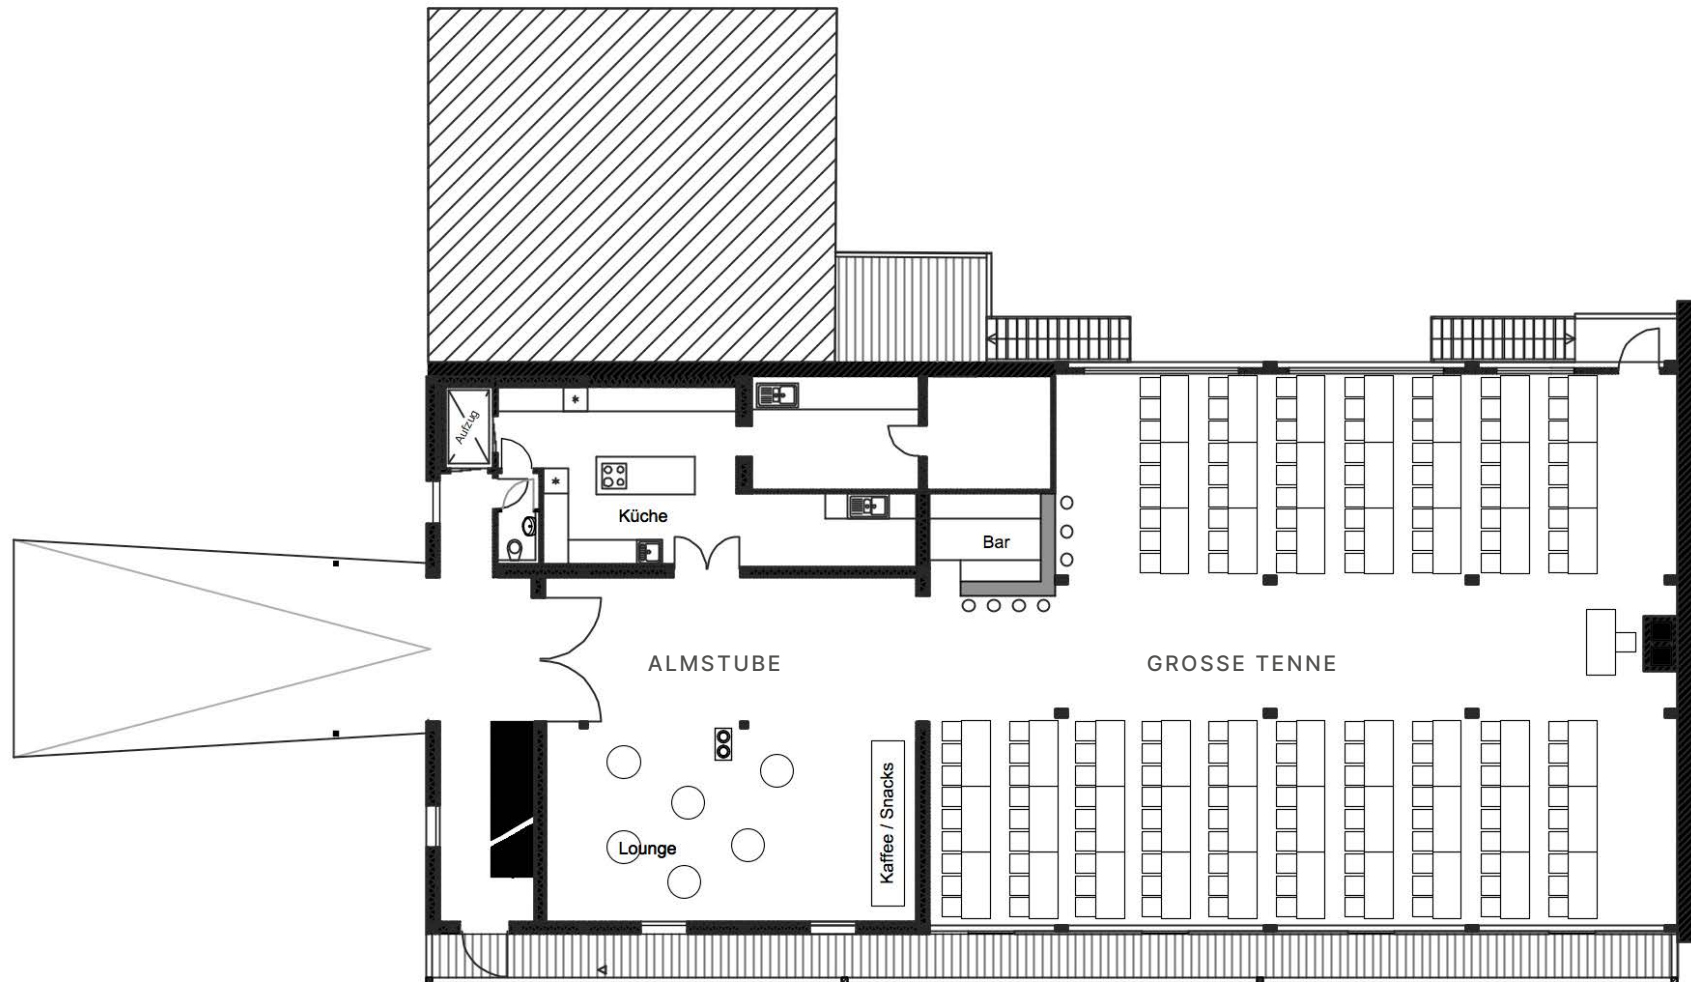 Aufzug
Küche
Bar
ALMSTUBE
GROSSE TENNE
Lounge
Kaffee / Snacks